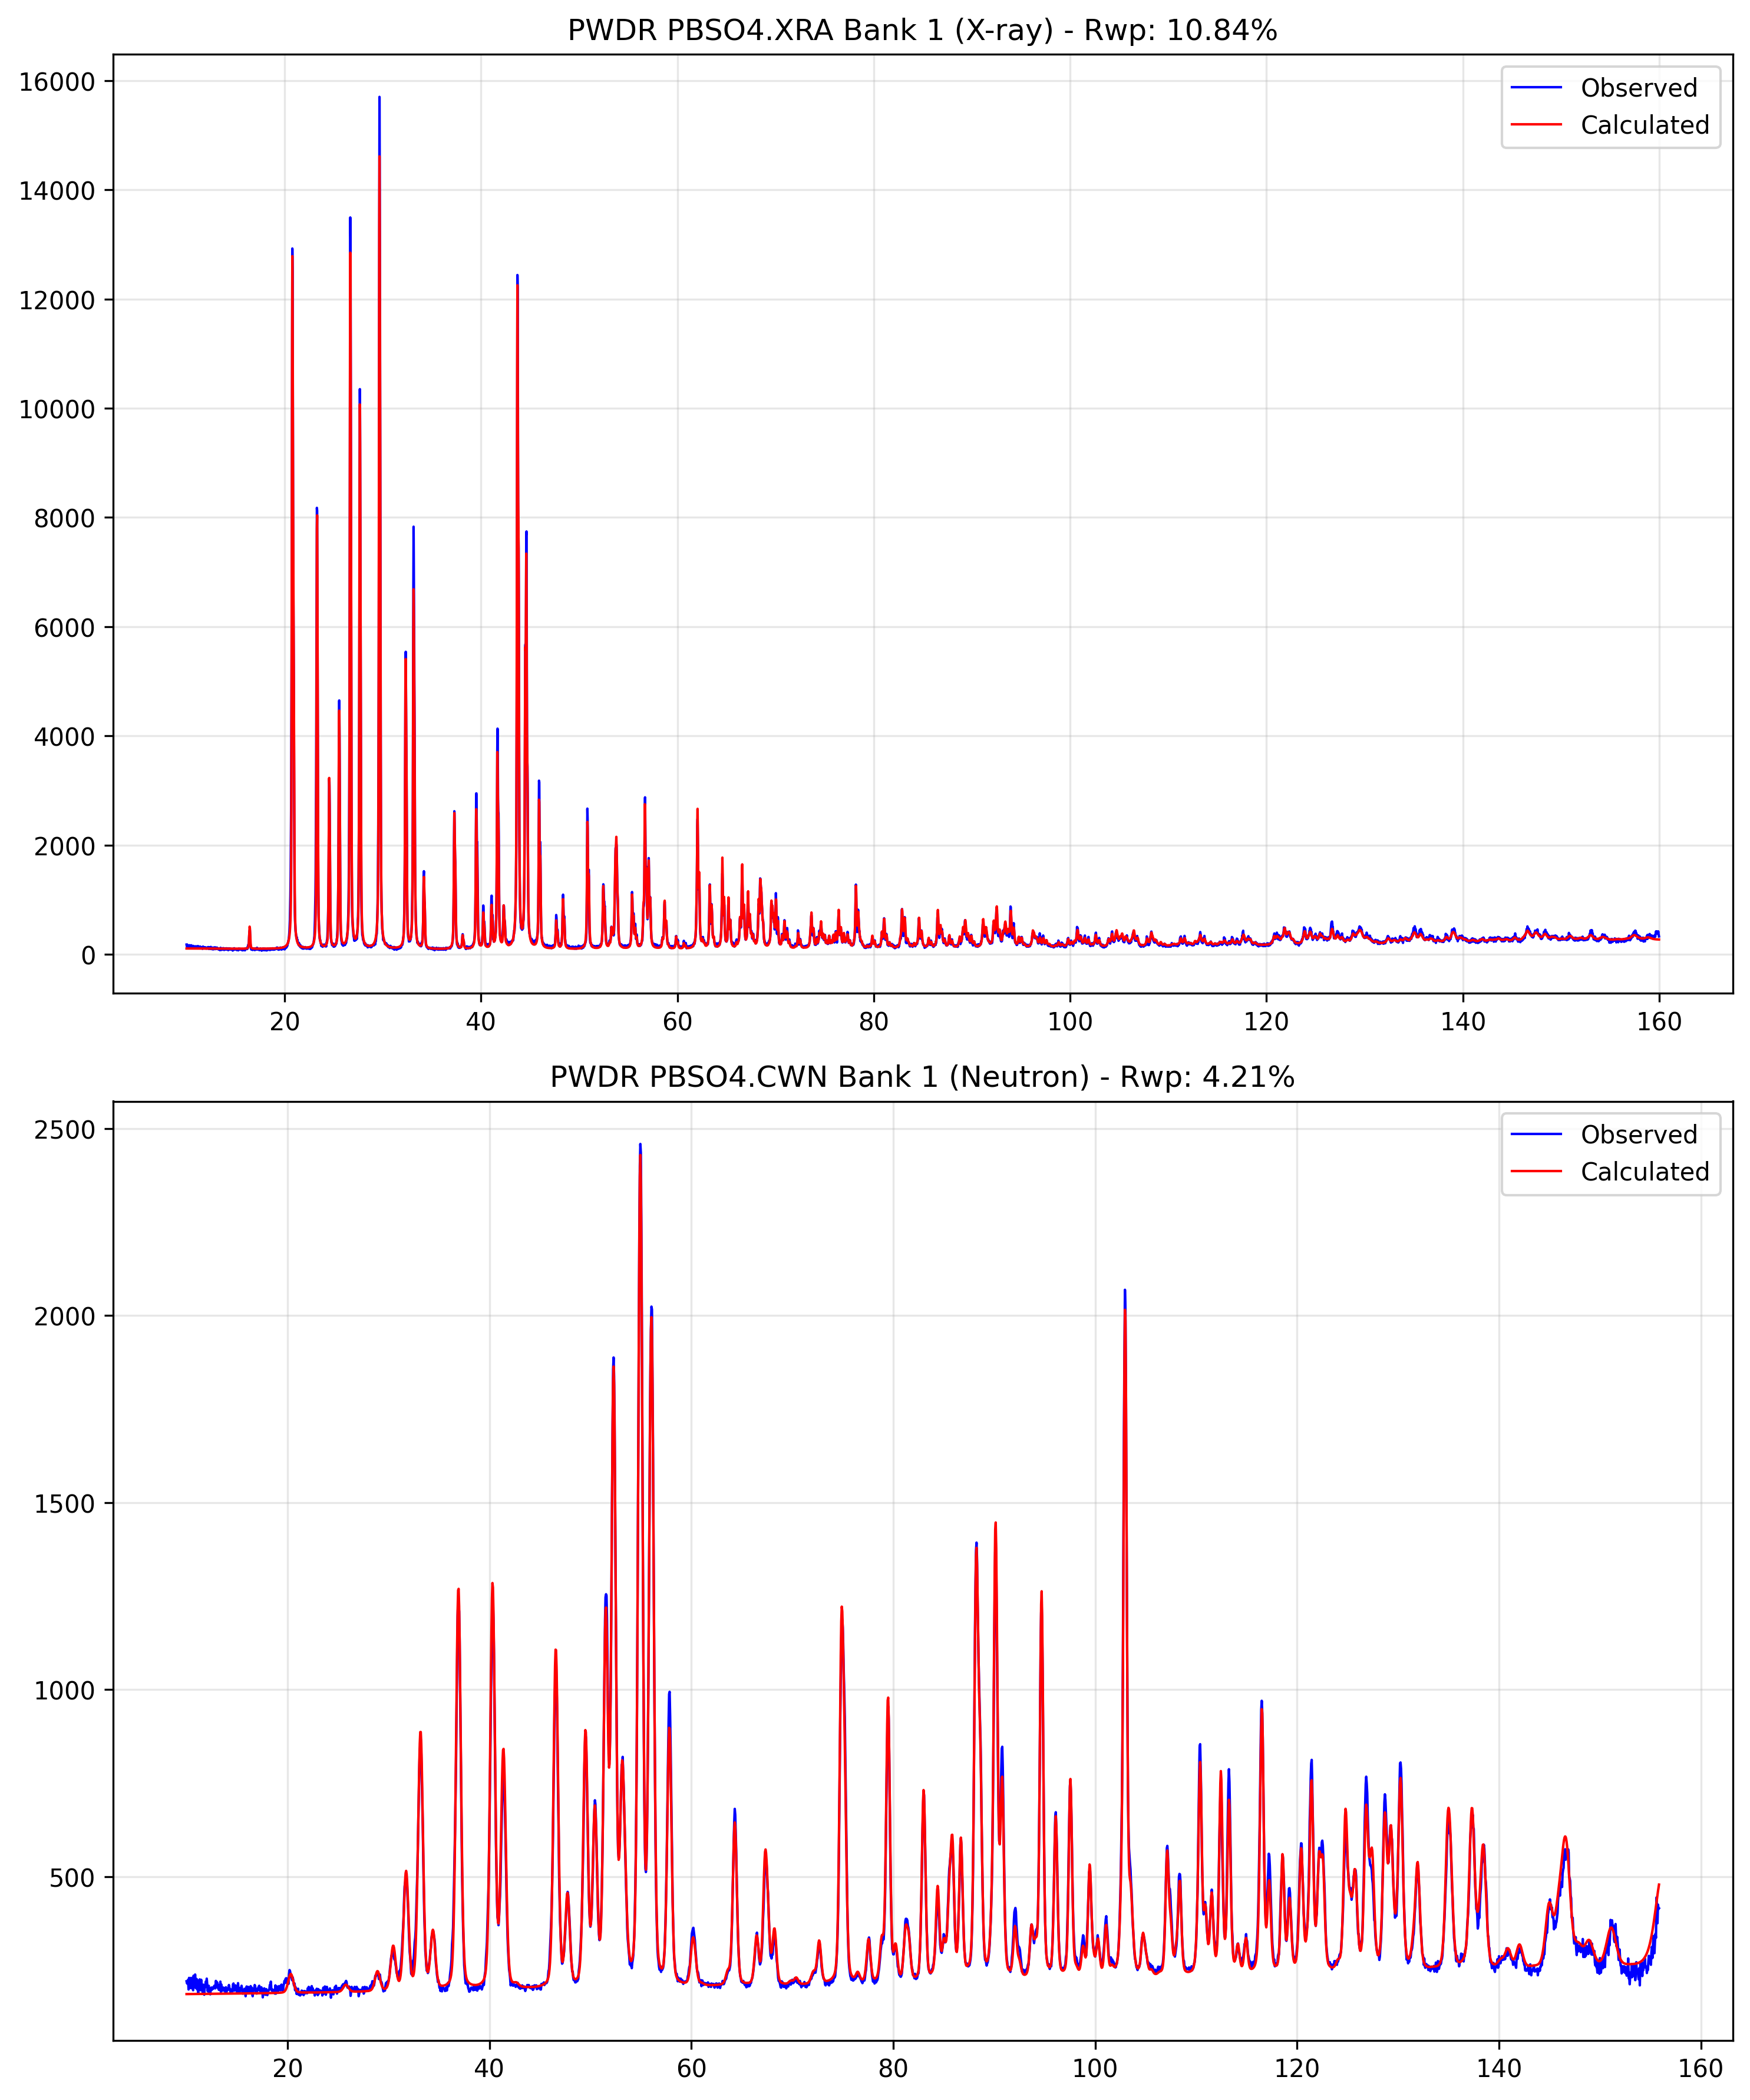 PWDR PBSO4.XRA Bank 1 (X-ray) - Rwp: 10.84%
Observed
Calculated
16000
14000
12000
10000
8000
6000
4000
2000
0
20 40 60 80 100 120 140 160
PWDR PBSO4.CWN Bank 1 (Neutron) - Rwp: 4.21%
Observed
Calculated
2500
2000
1500
1000
500
20 40 60 80 100 120 140 160